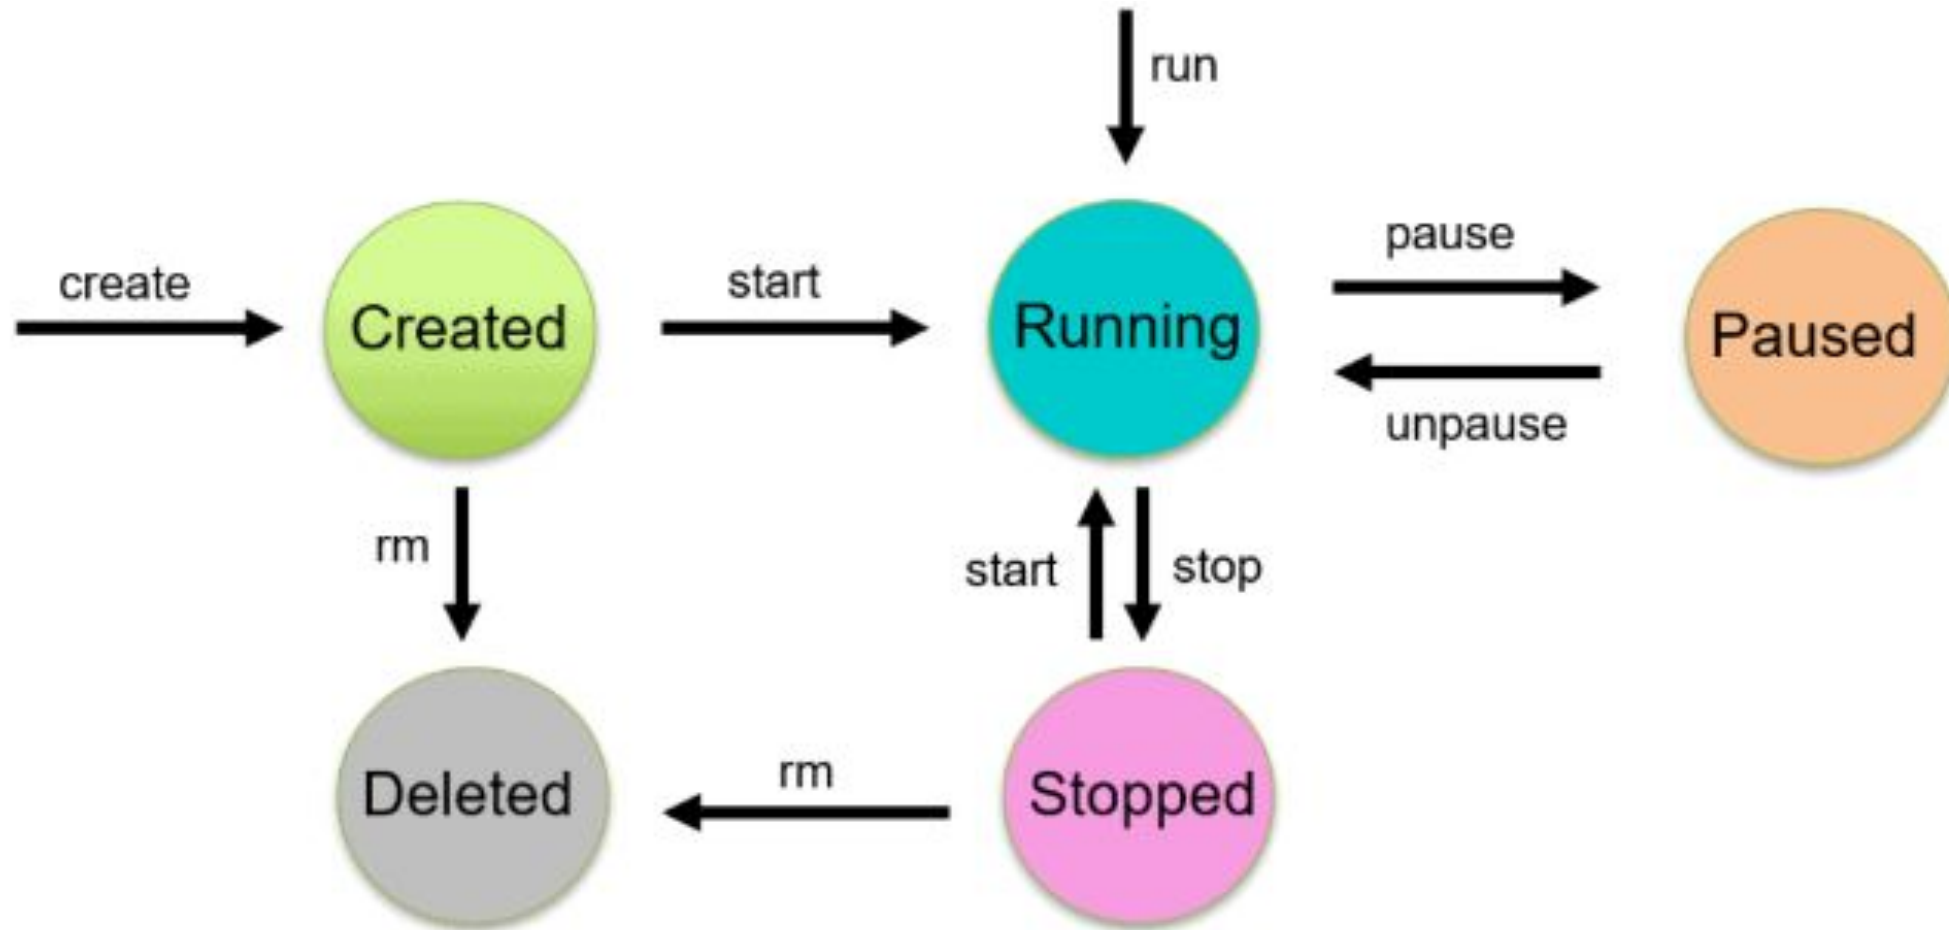 run
create
Created
start
Running
pause
unpause
Paused
rm
start
stop
Deleted
rm
Stopped